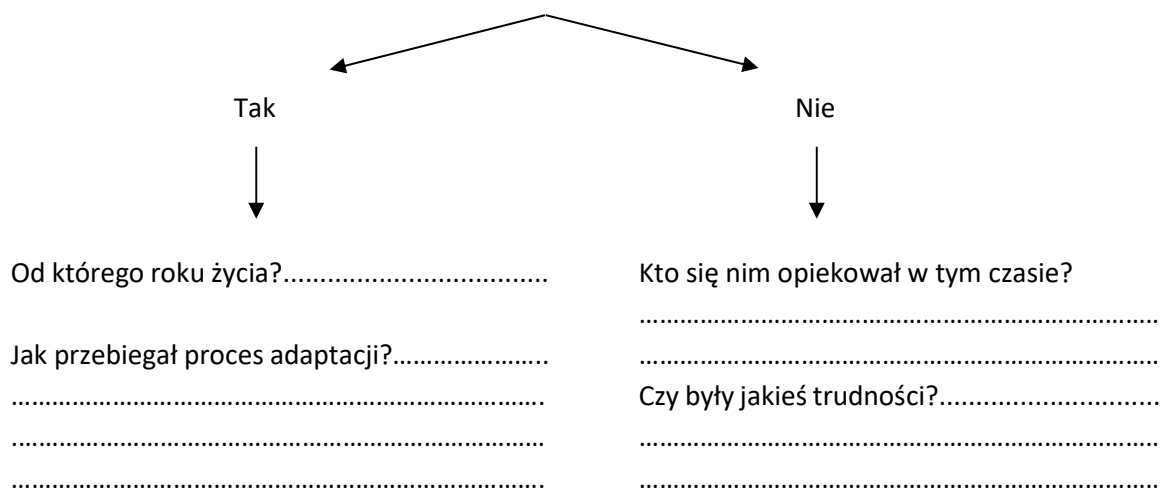 Tak
Nie
Od którego roku życia?....................................
Jak przebiegał proces adaptacji?.....................
........................................................................
........................................................................
........................................................................
Kto się nim opiekował w tym czasie?
......................................................................
......................................................................
Czy były jakieś trudności?..............................
......................................................................
......................................................................